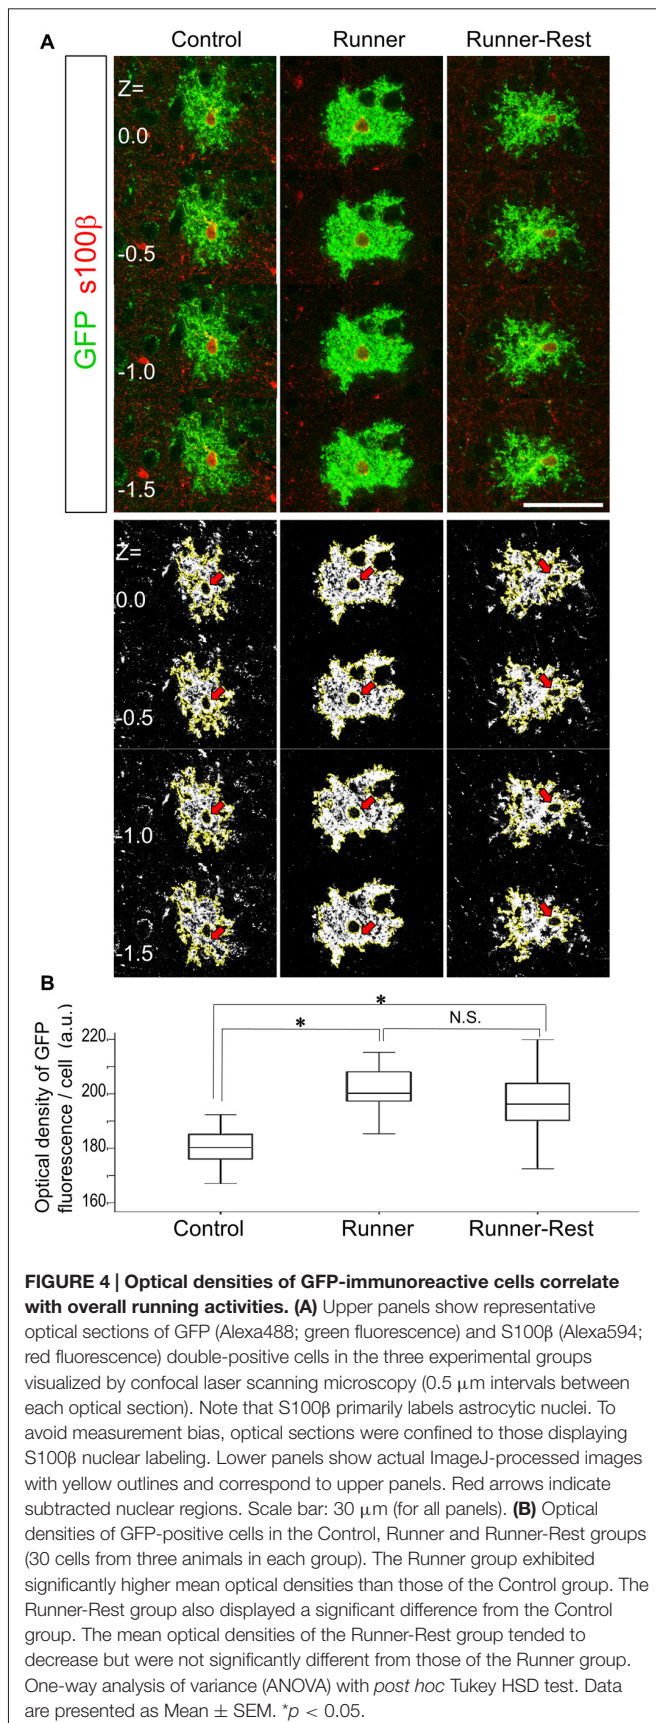 A
Control Runner Runner-Rest
GFP s100β
Z=
0.0
-0.5
-1.0
-1.5
Z=
0.0
-0.5
-1.0
-1.5
B
*
* N.S.
Optical density of GFP
fluorescence / cell (a.u.)
220
200
180
160
Control Runner Runner-Rest
FIGURE 4 | Optical densities of GFP-immunoreactive cells correlate
with overall running activities. (A) Upper panels show representative
optical sections of GFP (Alexa488; green fluorescence) and S100β (Alexa594;
red fluorescence) double-positive cells in the three experimental groups
visualized by confocal laser scanning microscopy (0.5 μm intervals between
each optical section). Note that S100β primarily labels astrocytic nuclei. To
avoid measurement bias, optical sections were confined to those displaying
S100β nuclear labeling. Lower panels show actual ImageJ-processed images
with yellow outlines and correspond to upper panels. Red arrows indicate
subtracted nuclear regions. Scale bar: 30 μm (for all panels). (B) Optical
densities of GFP-positive cells in the Control, Runner and Runner-Rest groups
(30 cells from three animals in each group). The Runner group exhibited
significantly higher mean optical densities than those of the Control group. The
Runner-Rest group also displayed a significant difference from the Control
group. The mean optical densities of the Runner-Rest group tended to
decrease but were not significantly different from those of the Runner group.
One-way analysis of variance (ANOVA) with post hoc Tukey HSD test. Data
are presented as Mean ± SEM. *p < 0.05.